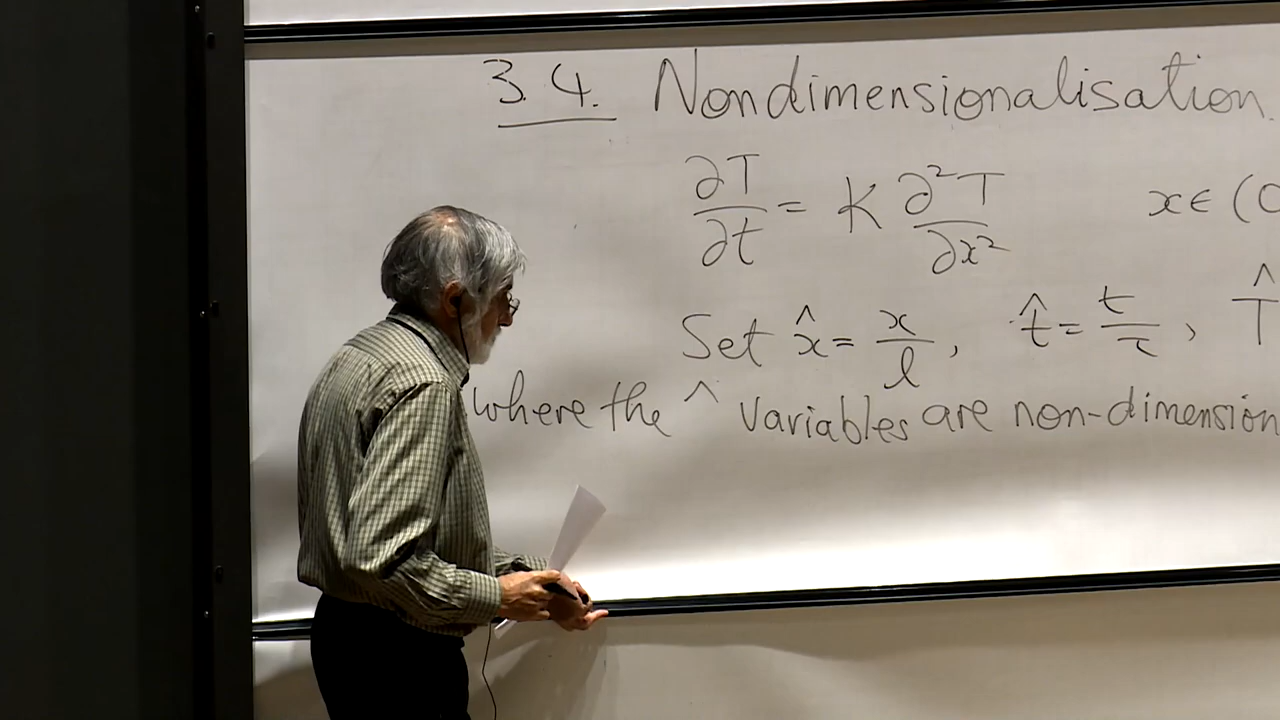 3.4. Nondimensionalisation.
∂T/∂t = K ∂²T/∂x² x ∈ (0
Set x̂ = x/l, t̂ = t/τ, T̂
where the ^ variables are non-dimension